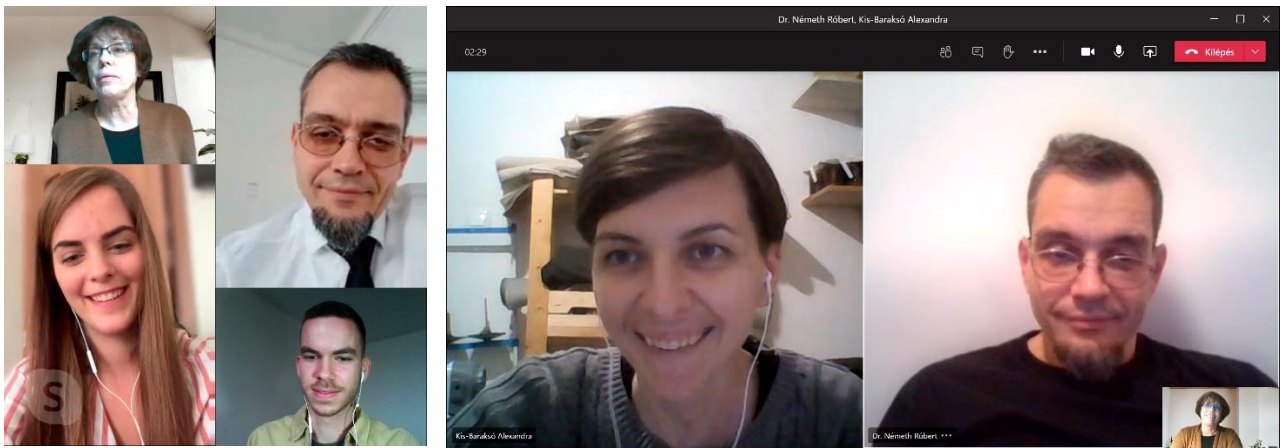 Dr. Németh Róbert, Kis-Baraksó Alexandra
02:29
Kilépés
Kis-Baraksó Alexandra
Dr. Németh Róbert
S